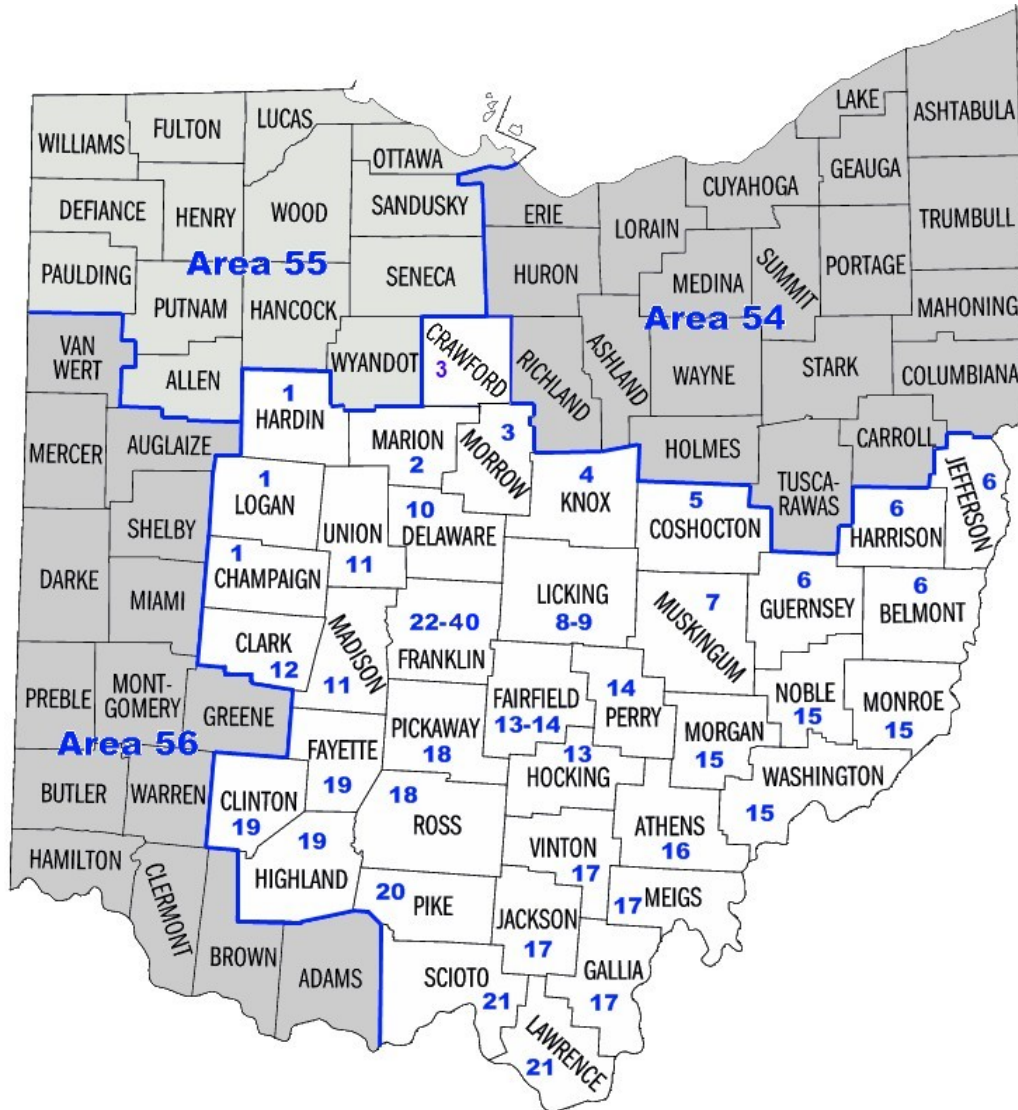 LAKE
ASHTABULA
LUCAS
FULTON
WILLIAMS
OTTAWA
GEAUGA
CUYAHOGA
SANDUSKY
ERIE
DEFIANCE
HENRY
WOOD
LORAIN
TRUMBULL
PORTAGE
SUMMIT
MEDINA
HURON
SENECA
PAULDING
Area 55
HANCOCK
PUTNAM
MAHONING
Area 54
VAN
WERT
WYANDOT
CRAWFORD
3
RICHLAND
ASHLAND
WAYNE
STARK
COLUMBIANA
ALLEN
1
HARDIN
MERCER
AUGLAIZE
MARION
2
3
MORROW
HOLMES
CARROLL
TUSCA-
RAWAS
JEFFERSON
6
4
KNOX
5
COSHOCTON
6
HARRISON
1
LOGAN
10
DELAWARE
UNION
11
SHELBY
DARKE
MIAMI
1
CHAMPAIGN
LICKING
8-9
7
MUSKINGUM
6
GUERNSEY
6
BELMONT
22-40
FRANKLIN
MADISON
11
CLARK
12
PREBLE
MONT-
GOMERY
GREENE
FAIRFIELD
13-14
14
PERRY
NOBLE
15
MONROE
15
PICKAWAY
18
MORGAN
15
Area 56
FAYETTE
19
13
HOCKING
WASHINGTON
15
BUTLER
WARREN
CLINTON
19
18
ROSS
ATHENS
16
VINTON
17
HAMILTON
CLERMONT
19
HIGHLAND
20
PIKE
JACKSON
17
17
MEIGS
BROWN
ADAMS
SCIOTO
21
GALLIA
17
LAWRENCE
21